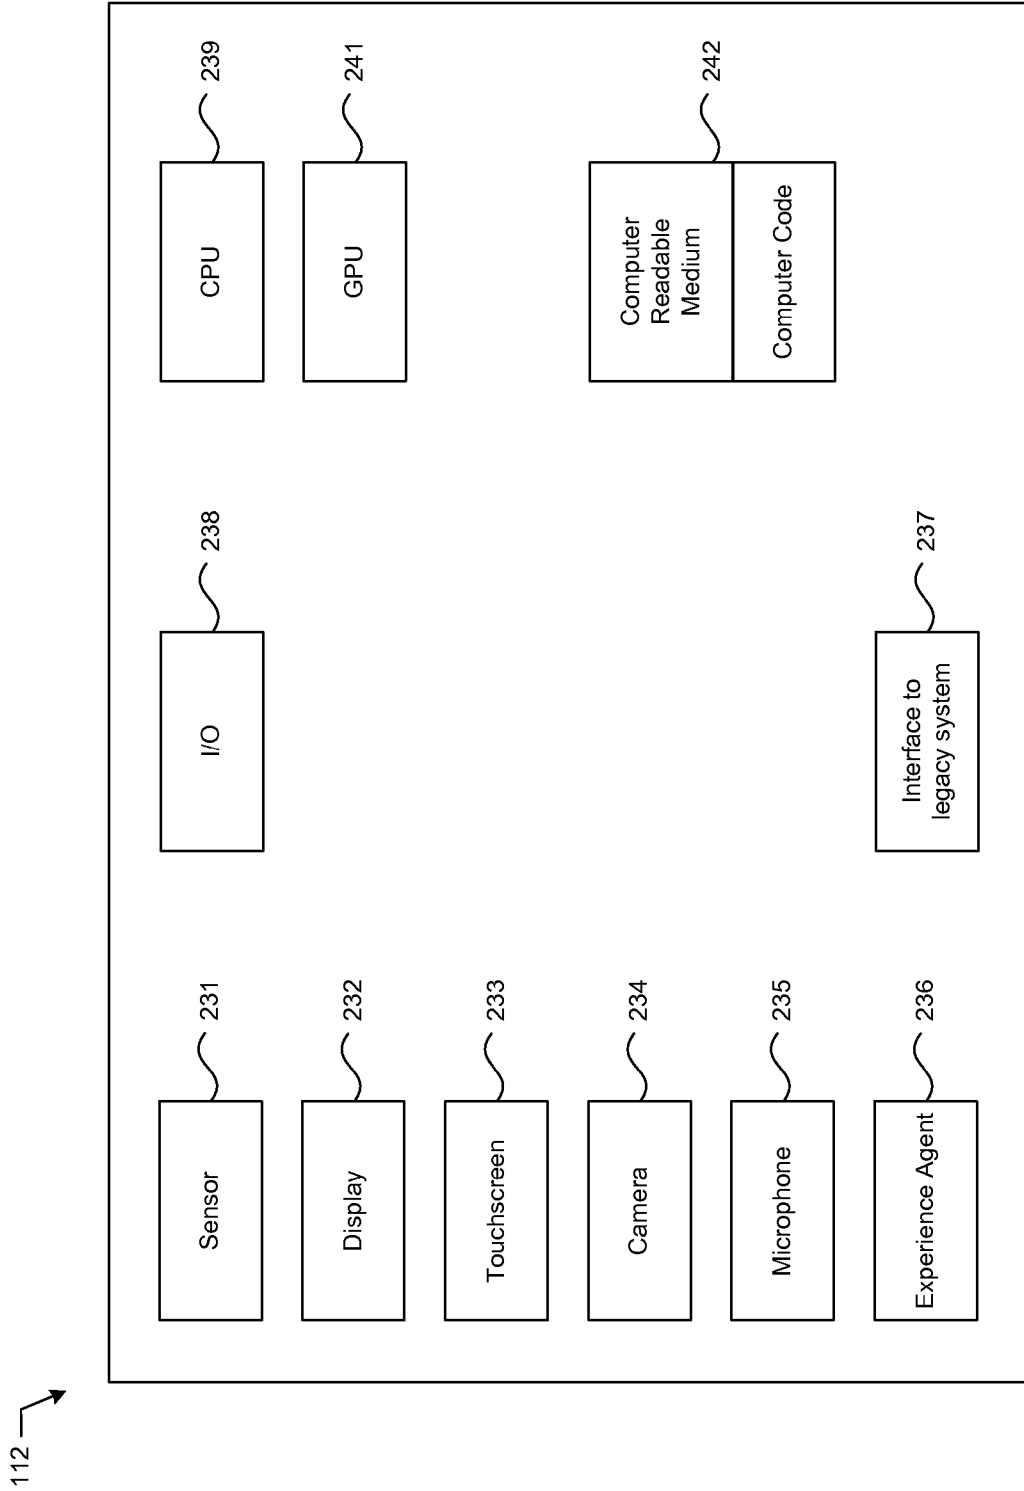 112
Sensor
231
I/O
238
CPU
239
Display
232
GPU
241
Touchscreen
233
Camera
234
Computer
Readable
Medium
242
Microphone
235
Computer Code
Experience Agent
236
Interface to
legacy system
237